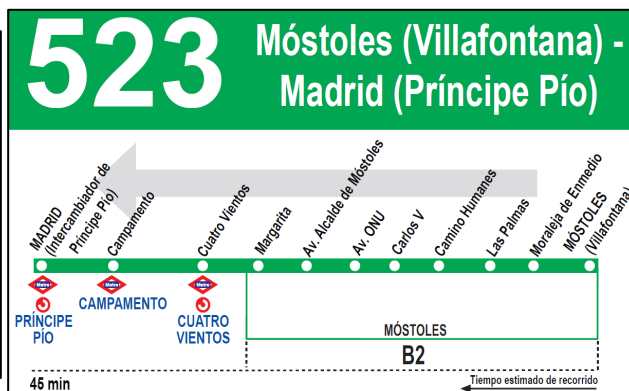 523
Móstoles (Villafontana) -
Madrid (Príncipe Pío)
MADRID
(Intercambiador de
Príncipe Pío)
Campamento
Cuatro Vientos
Margarita
Av. Alcalde de Móstoles
Av. ONU
Carlos V
Camino Humanes
Las Palmas
Moraleja de Enmedio
MÓSTOLES
(Villafontana)
Metro
Metro
Metro
PRÍNCIPE
PÍO
CAMPAMENTO
CUATRO
VIENTOS
MÓSTOLES
B2
45 min
Tiempo estimado de recorrido